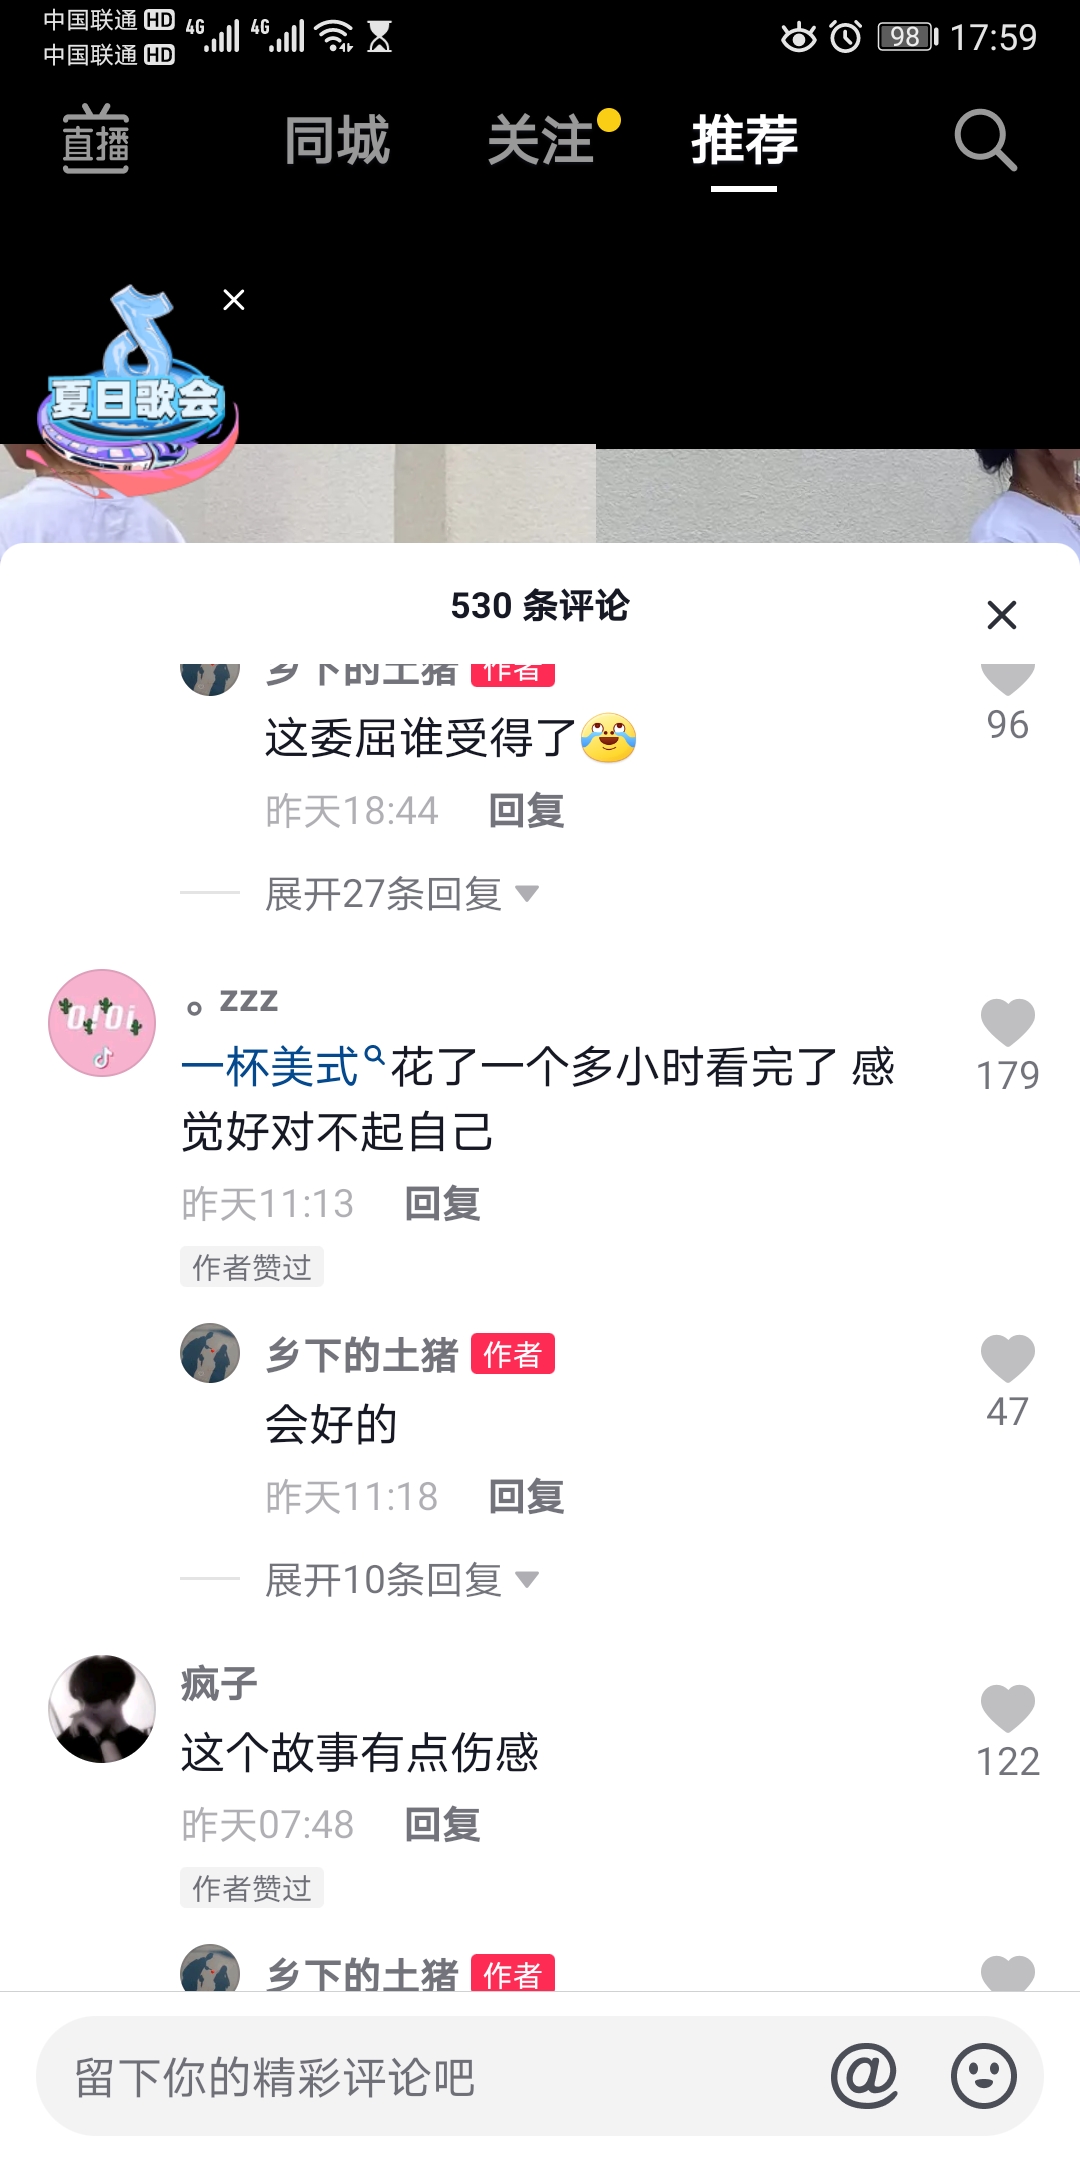 中国联通 HD 4G 4G 98 17:59
中国联通 HD
直播 同城 关注 推荐
夏日歌会
530 条评论
乡下的土猪 作者
这委屈谁受得了
96
昨天18:44 回复
展开27条回复
O!Oi
。zzz
一杯美式花了一个多小时看完了 感
觉好对不起自己
179
昨天11:13 回复
作者赞过
乡下的土猪 作者
会好的
47
昨天11:18 回复
展开10条回复
疯子
这个故事有点伤感
122
昨天07:48 回复
作者赞过
乡下的土猪 作者
留下你的精彩评论吧 @